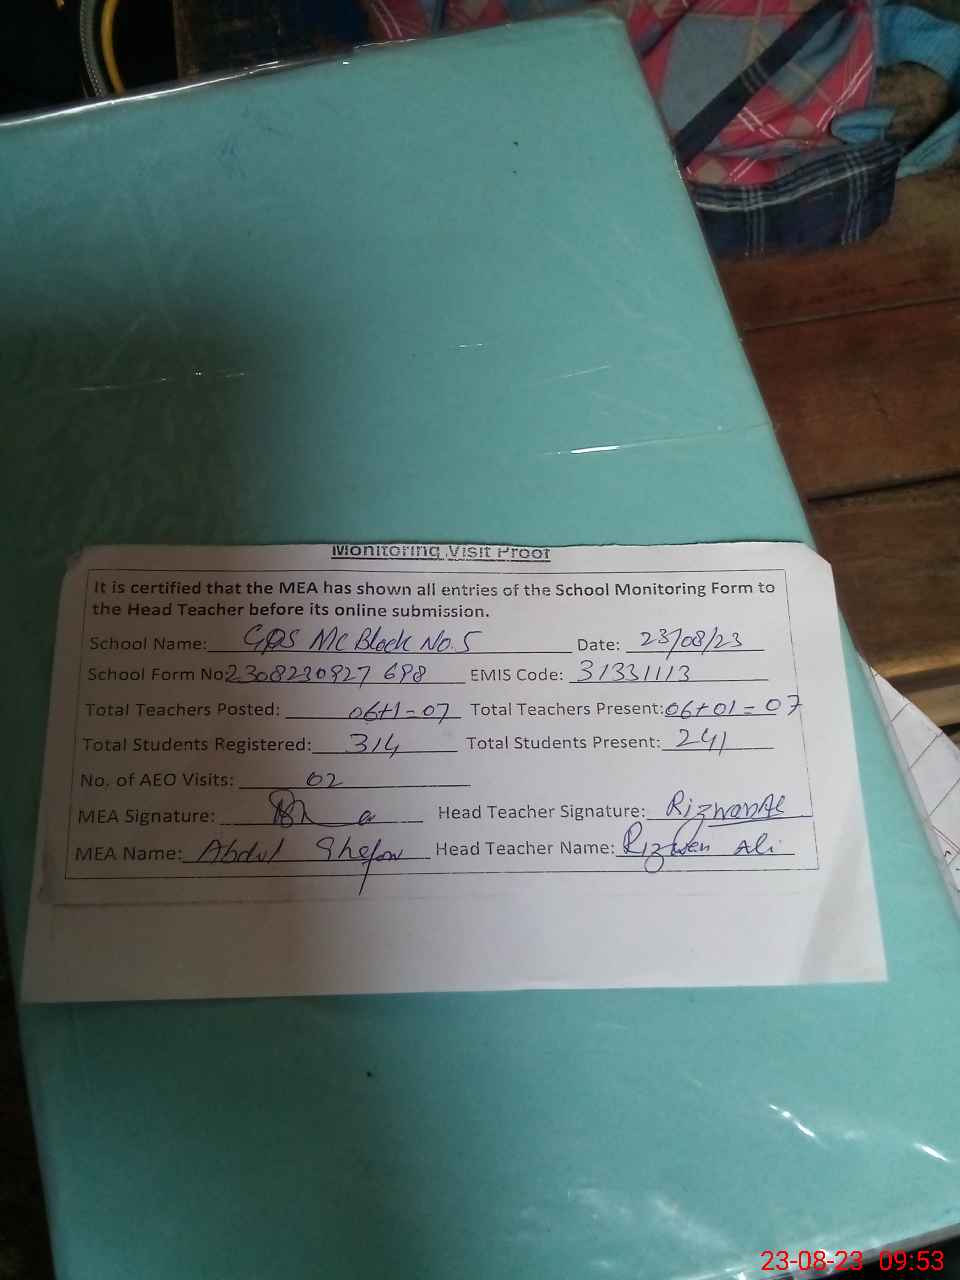 Monitoring Visit Proof
It is certified that the MEA has shown all entries of the School Monitoring Form to
the Head Teacher before its online submission.
School Name: GPS MC Block No.5 Date: 23/08/23
School Form No: 2308230927 698 EMIS Code: 31331113
Total Teachers Posted: 06+1=07 Total Teachers Present: 06+01=07
Total Students Registered: 314 Total Students Present: 241
No. of AEO Visits: 02
MEA Signature: Head Teacher Signature: Rizwan Al
MEA Name: Abdul Head Teacher Name: Rizwan Ali
23-08-23 09:53